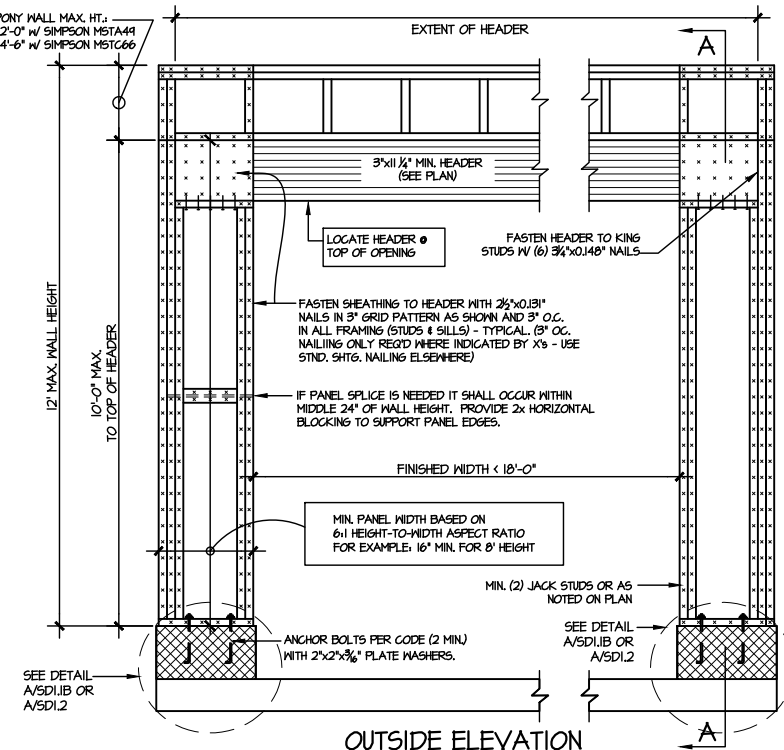 PONY WALL MAX. HT.:
2'-0" W/ SIMPSON MSTA49
4'-6" W/ SIMPSON MSTC66
EXTENT OF HEADER
A
3"x11 1/4" MIN. HEADER
(SEE PLAN)
LOCATE HEADER @
TOP OF OPENING
FASTEN HEADER TO KING
STUDS W/ (6) 3 1/4"x0.148" NAILS
FASTEN SHEATHING TO HEADER WITH 2 1/2"x0.131"
NAILS IN 3" GRID PATTERN AS SHOWN AND 3" O.C.
IN ALL FRAMING (STUDS & SILLS) - TYPICAL. (3" OC.
NAILING ONLY REQ'D WHERE INDICATED BY X's - USE
STND. SHTG. NAILING ELSEWHERE)
12' MAX. WALL HEIGHT
10'-0" MAX.
TO TOP OF HEADER
IF PANEL SPLICE IS NEEDED IT SHALL OCCUR WITHIN
MIDDLE 24" OF WALL HEIGHT. PROVIDE 2x HORIZONTAL
BLOCKING TO SUPPORT PANEL EDGES.
FINISHED WIDTH < 18'-0"
MIN. PANEL WIDTH BASED ON
6:1 HEIGHT-TO-WIDTH ASPECT RATIO
FOR EXAMPLE: 16" MIN. FOR 8' HEIGHT
MIN. (2) JACK STUDS OR AS
NOTED ON PLAN
SEE DETAIL
A/SD1.1B OR
A/SD1.2
ANCHOR BOLTS PER CODE (2 MIN.)
WITH 2"x2"x3/16" PLATE WASHERS.
SEE DETAIL
A/SD1.1B OR
A/SD1.2
A
OUTSIDE ELEVATION